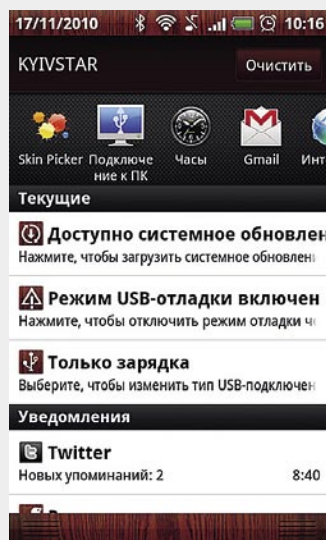 17/11/2010 10:16
KYIVSTAR Очистить
Skin Picker Подключе Часы Gmail Инт
ние к ПК
Текущие
Доступно системное обновлен
Нажмите, чтобы загрузить системное обновлени
Режим USB-отладки включен
Нажмите, чтобы отключить режим отладки ч
Только зарядка
Выберите, чтобы изменить тип USB-подключен
Уведомления
Twitter
Новых упоминаний: 2 8:40